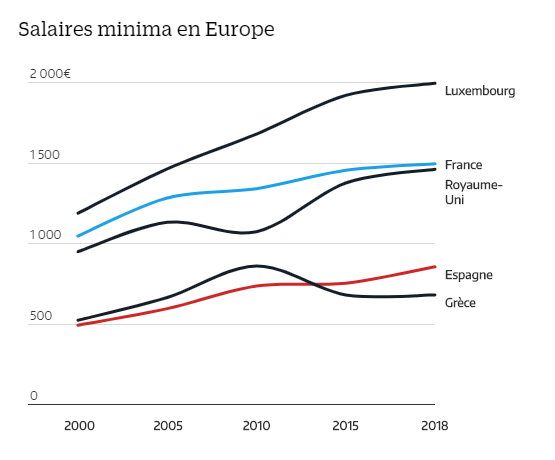 Salaires minima en Europe
2 000€
Luxembourg
1 500
France
Royaume-
Uni
1 000
Espagne
Grèce
500
0
2000 2005 2010 2015 2018